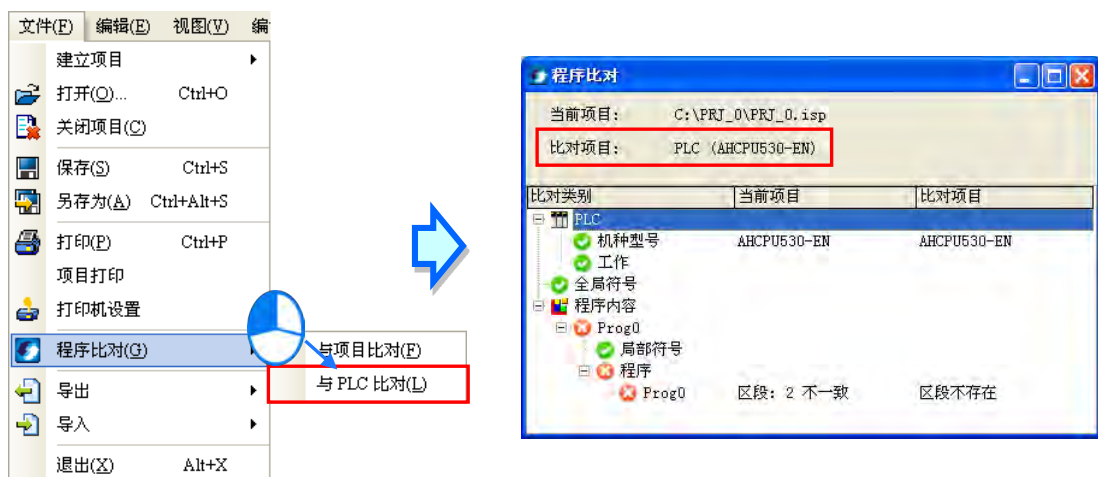 文件(F) 编辑(E) 视图(V) 编
建立项目
打开(O)... Ctrl+O
关闭项目(C)
保存(S) Ctrl+S
另存为(A) Ctrl+Alt+S
打印(P) Ctrl+P
项目打印
打印机设置
程序比对(G)
导出
导入
退出(X) Alt+X
与项目比对(F)
与 PLC 比对(L)
程序比对
当前项目: C:\PRJ_0\PRJ_0.isp
比对项目: PLC (AHCPU530-EN)
比对类别 当前项目 比对项目
PLC
机种型号 AHCPU530-EN AHCPU530-EN
工作
全局符号
程序内容
Prog0
局部符号
程序
Prog0 区段: 2 不一致 区段不存在